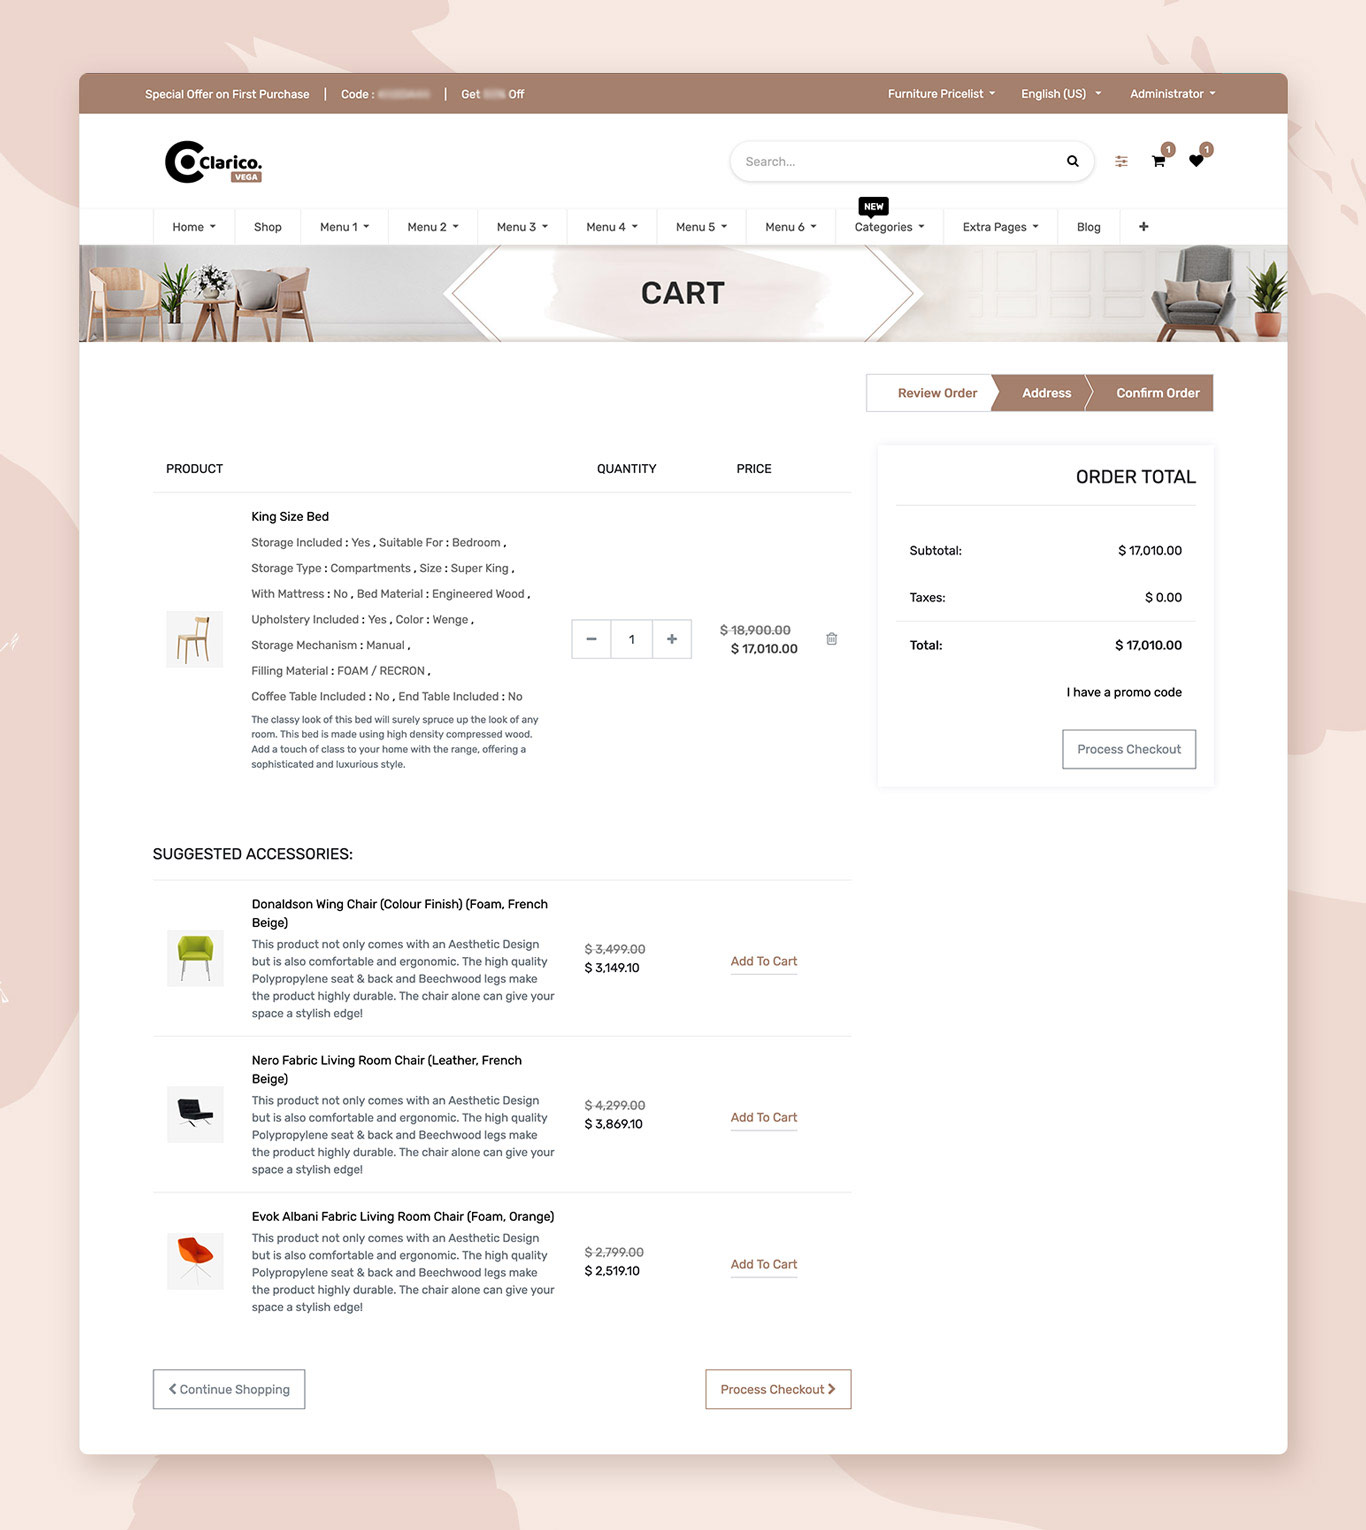 Special Offer on First Purchase | Code : | Get Off
Furniture Pricelist English (US) Administrator
Clarico.
VEGA
Search...
1
1
NEW
Home Shop Menu 1 Menu 2 Menu 3 Menu 4 Menu 5 Menu 6 Categories Extra Pages Blog +
CART
Review Order Address Confirm Order
PRODUCT QUANTITY PRICE
King Size Bed
Storage Included : Yes , Suitable For : Bedroom ,
Storage Type : Compartments , Size : Super King ,
With Mattress : No , Bed Material : Engineered Wood ,
Upholstery Included : Yes , Color : Wenge ,
Storage Mechanism : Manual ,
Filling Material : FOAM / RECRON ,
Coffee Table Included : No , End Table Included : No
The classy look of this bed will surely spruce up the look of any
room. This bed is made using high density compressed wood.
Add a touch of class to your home with the range, offering a
sophisticated and luxurious style.
− 1 +
$ 18,900.00
$ 17,010.00
ORDER TOTAL
Subtotal: $ 17,010.00
Taxes: $ 0.00
Total: $ 17,010.00
I have a promo code
Process Checkout
SUGGESTED ACCESSORIES:
Donaldson Wing Chair (Colour Finish) (Foam, French
Beige)
This product not only comes with an Aesthetic Design
but is also comfortable and ergonomic. The high quality
Polypropylene seat & back and Beechwood legs make
the product highly durable. The chair alone can give your
space a stylish edge!
$ 3,499.00
$ 3,149.10
Add To Cart
Nero Fabric Living Room Chair (Leather, French
Beige)
This product not only comes with an Aesthetic Design
but is also comfortable and ergonomic. The high quality
Polypropylene seat & back and Beechwood legs make
the product highly durable. The chair alone can give your
space a stylish edge!
$ 4,299.00
$ 3,869.10
Add To Cart
Evok Albani Fabric Living Room Chair (Foam, Orange)
This product not only comes with an Aesthetic Design
but is also comfortable and ergonomic. The high quality
Polypropylene seat & back and Beechwood legs make
the product highly durable. The chair alone can give your
space a stylish edge!
$ 2,799.00
$ 2,519.10
Add To Cart
Continue Shopping
Process Checkout